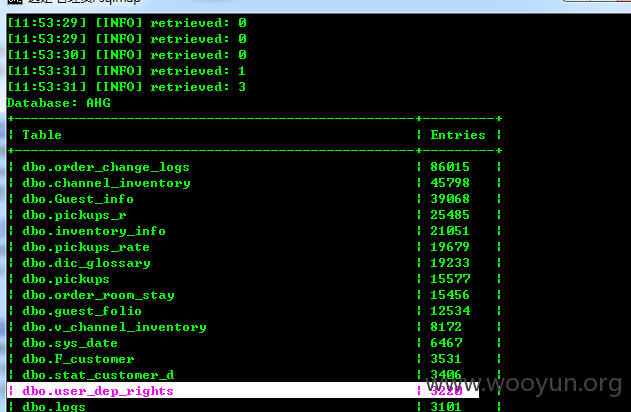 sqlmap
[11:53:29] [INFO] retrieved: 0
[11:53:29] [INFO] retrieved: 0
[11:53:30] [INFO] retrieved: 0
[11:53:31] [INFO] retrieved: 1
[11:53:31] [INFO] retrieved: 3
Database: AHG
Table | Entries
dbo.order_change_logs | 86015
dbo.channel_inventory | 45798
dbo.Guest_info | 39068
dbo.pickups_r | 25485
dbo.inventory_info | 21051
dbo.pickups_rate | 19679
dbo.dic_glossary | 19233
dbo.pickups | 15577
dbo.order_room_stay | 15456
dbo.guest_folio | 12534
dbo.v_channel_inventory | 8172
dbo.sys_date | 6467
dbo.F_customer | 3531
dbo.stat_customer_d | 3406
dbo.user_dep_rights | 3220
dbo.logs | 3101
www.wooyun.org